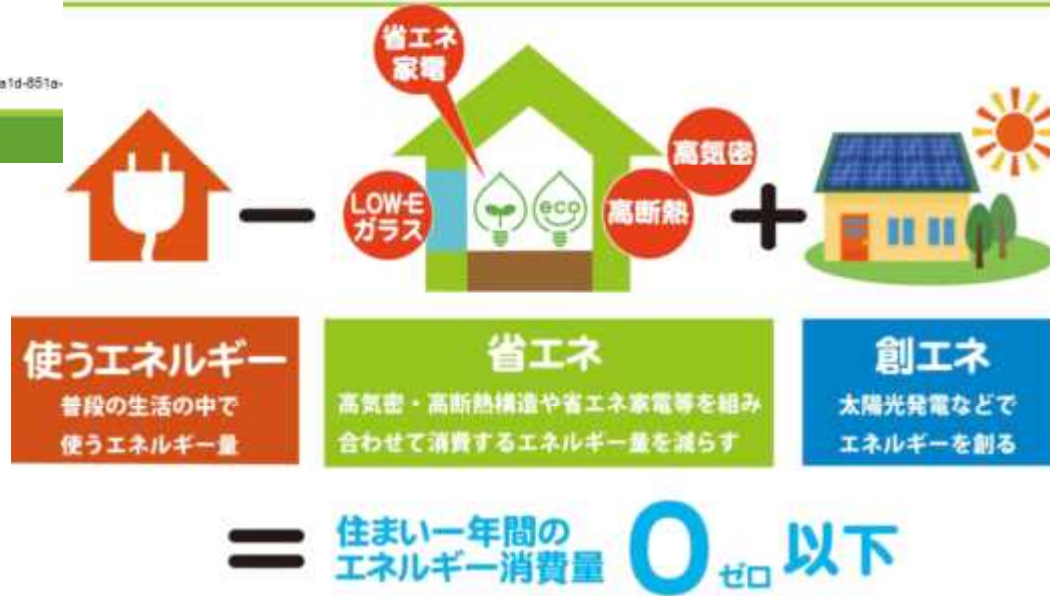 a1d-851a-
省エネ
家電
高気密
LOW-E
ガラス
eco
高断熱
使うエネルギー
普段の生活の中で
使うエネルギー量
省エネ
高気密・高断熱構造や省エネ家電等を組み
合わせて消費するエネルギー量を減らす
創エネ
太陽光発電などで
エネルギーを創る
= 住まい一年間の
エネルギー消費量 0 ゼロ 以下